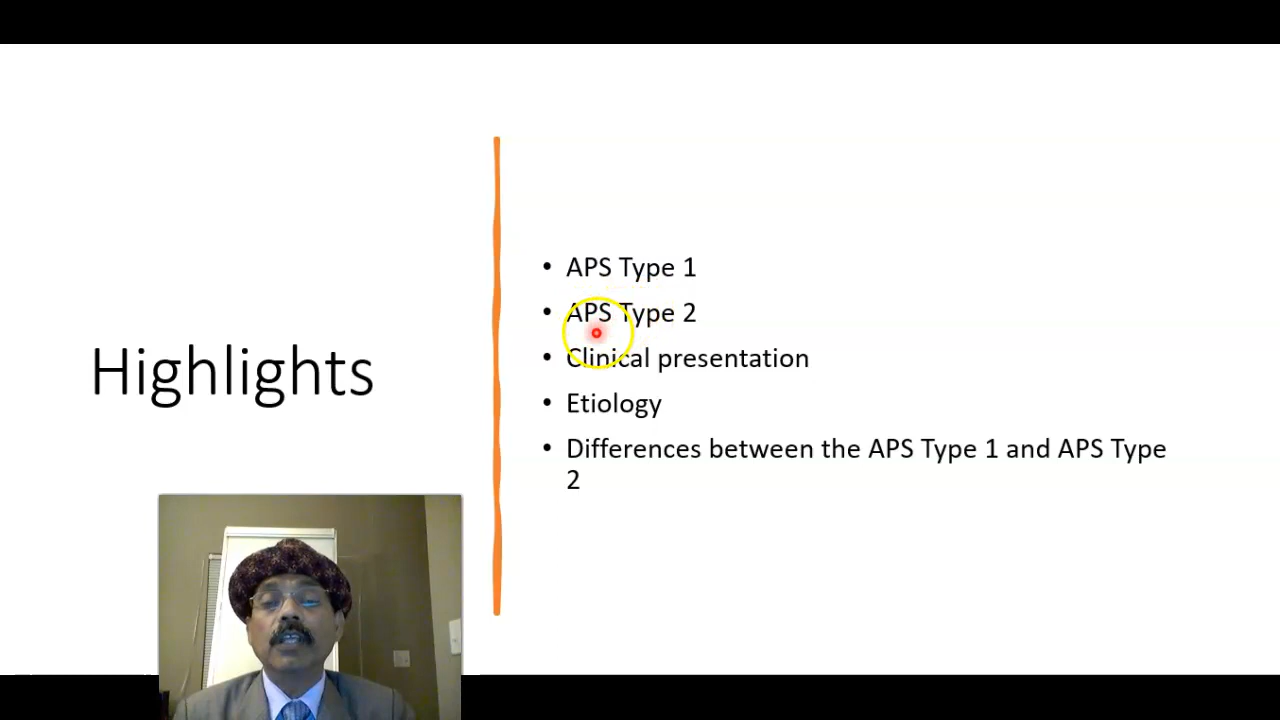 Highlights
• APS Type 1
• APS Type 2
• Clinical presentation
• Etiology
• Differences between the APS Type 1 and APS Type
2